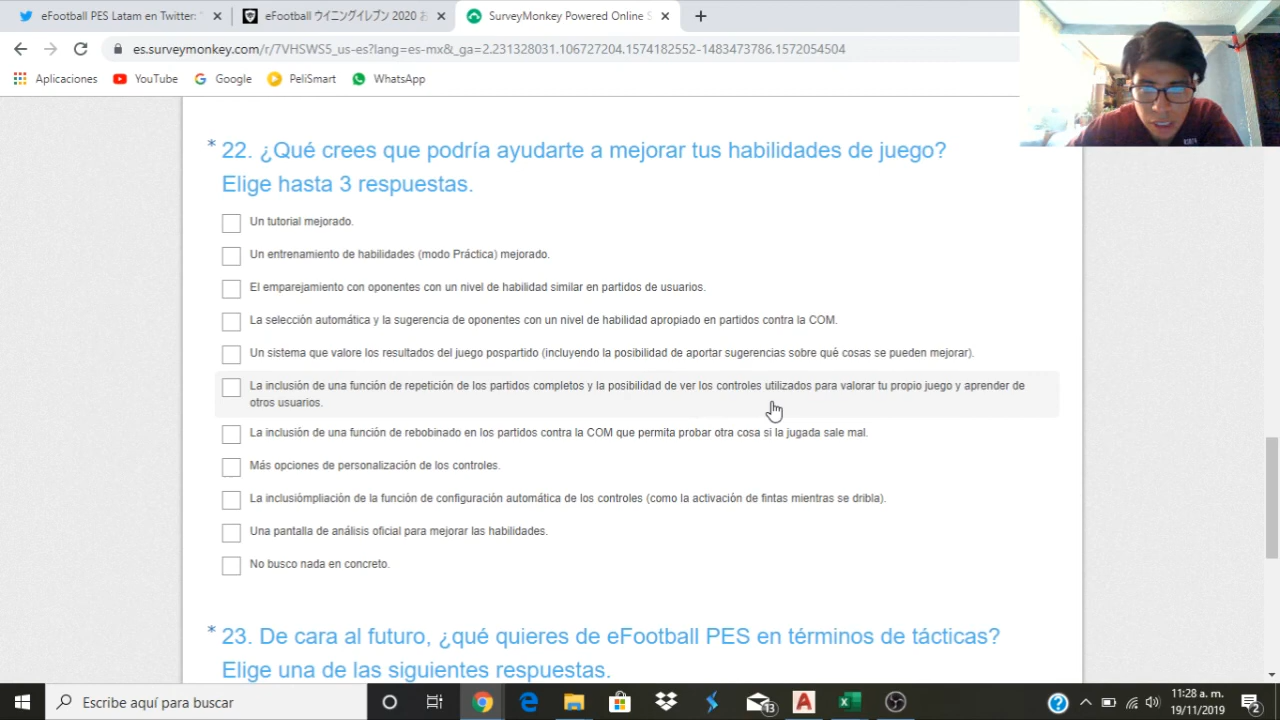 eFootball PES Latam en Twitter:
eFootball ウイニングイレブン 2020 お
SurveyMonkey Powered Online S
es.surveymonkey.com/r/7VHSWS5_us-es?lang=es-mx&_ga=2.231328031.106727204.1574182552-1483473786.1572054504
Aplicaciones YouTube Google PeliSmart WhatsApp
* 22. ¿Qué crees que podría ayudarte a mejorar tus habilidades de juego?
Elige hasta 3 respuestas.
Un tutorial mejorado.
Un entrenamiento de habilidades (modo Práctica) mejorado.
El emparejamiento con oponentes con un nivel de habilidad similar en partidos de usuarios.
La selección automática y la sugerencia de oponentes con un nivel de habilidad apropiado en partidos contra la COM.
Un sistema que valore los resultados del juego pospartido (incluyendo la posibilidad de aportar sugerencias sobre qué cosas se pueden mejorar).
La inclusión de una función de repetición de los partidos completos y la posibilidad de ver los controles utilizados para valorar tu propio juego y aprender de
otros usuarios.
La inclusión de una función de rebobinado en los partidos contra la COM que permita probar otra cosa si la jugada sale mal.
Más opciones de personalización de los controles.
La inclusiómpliación de la función de configuración automática de los controles (como la activación de fintas mientras se dribla).
Una pantalla de análisis oficial para mejorar las habilidades.
No busco nada en concreto.
* 23. De cara al futuro, ¿qué quieres de eFootball PES en términos de tácticas?
Elige una de las siguientes respuestas.
Escribe aquí para buscar
13
11:28 a. m.
19/11/2019
2